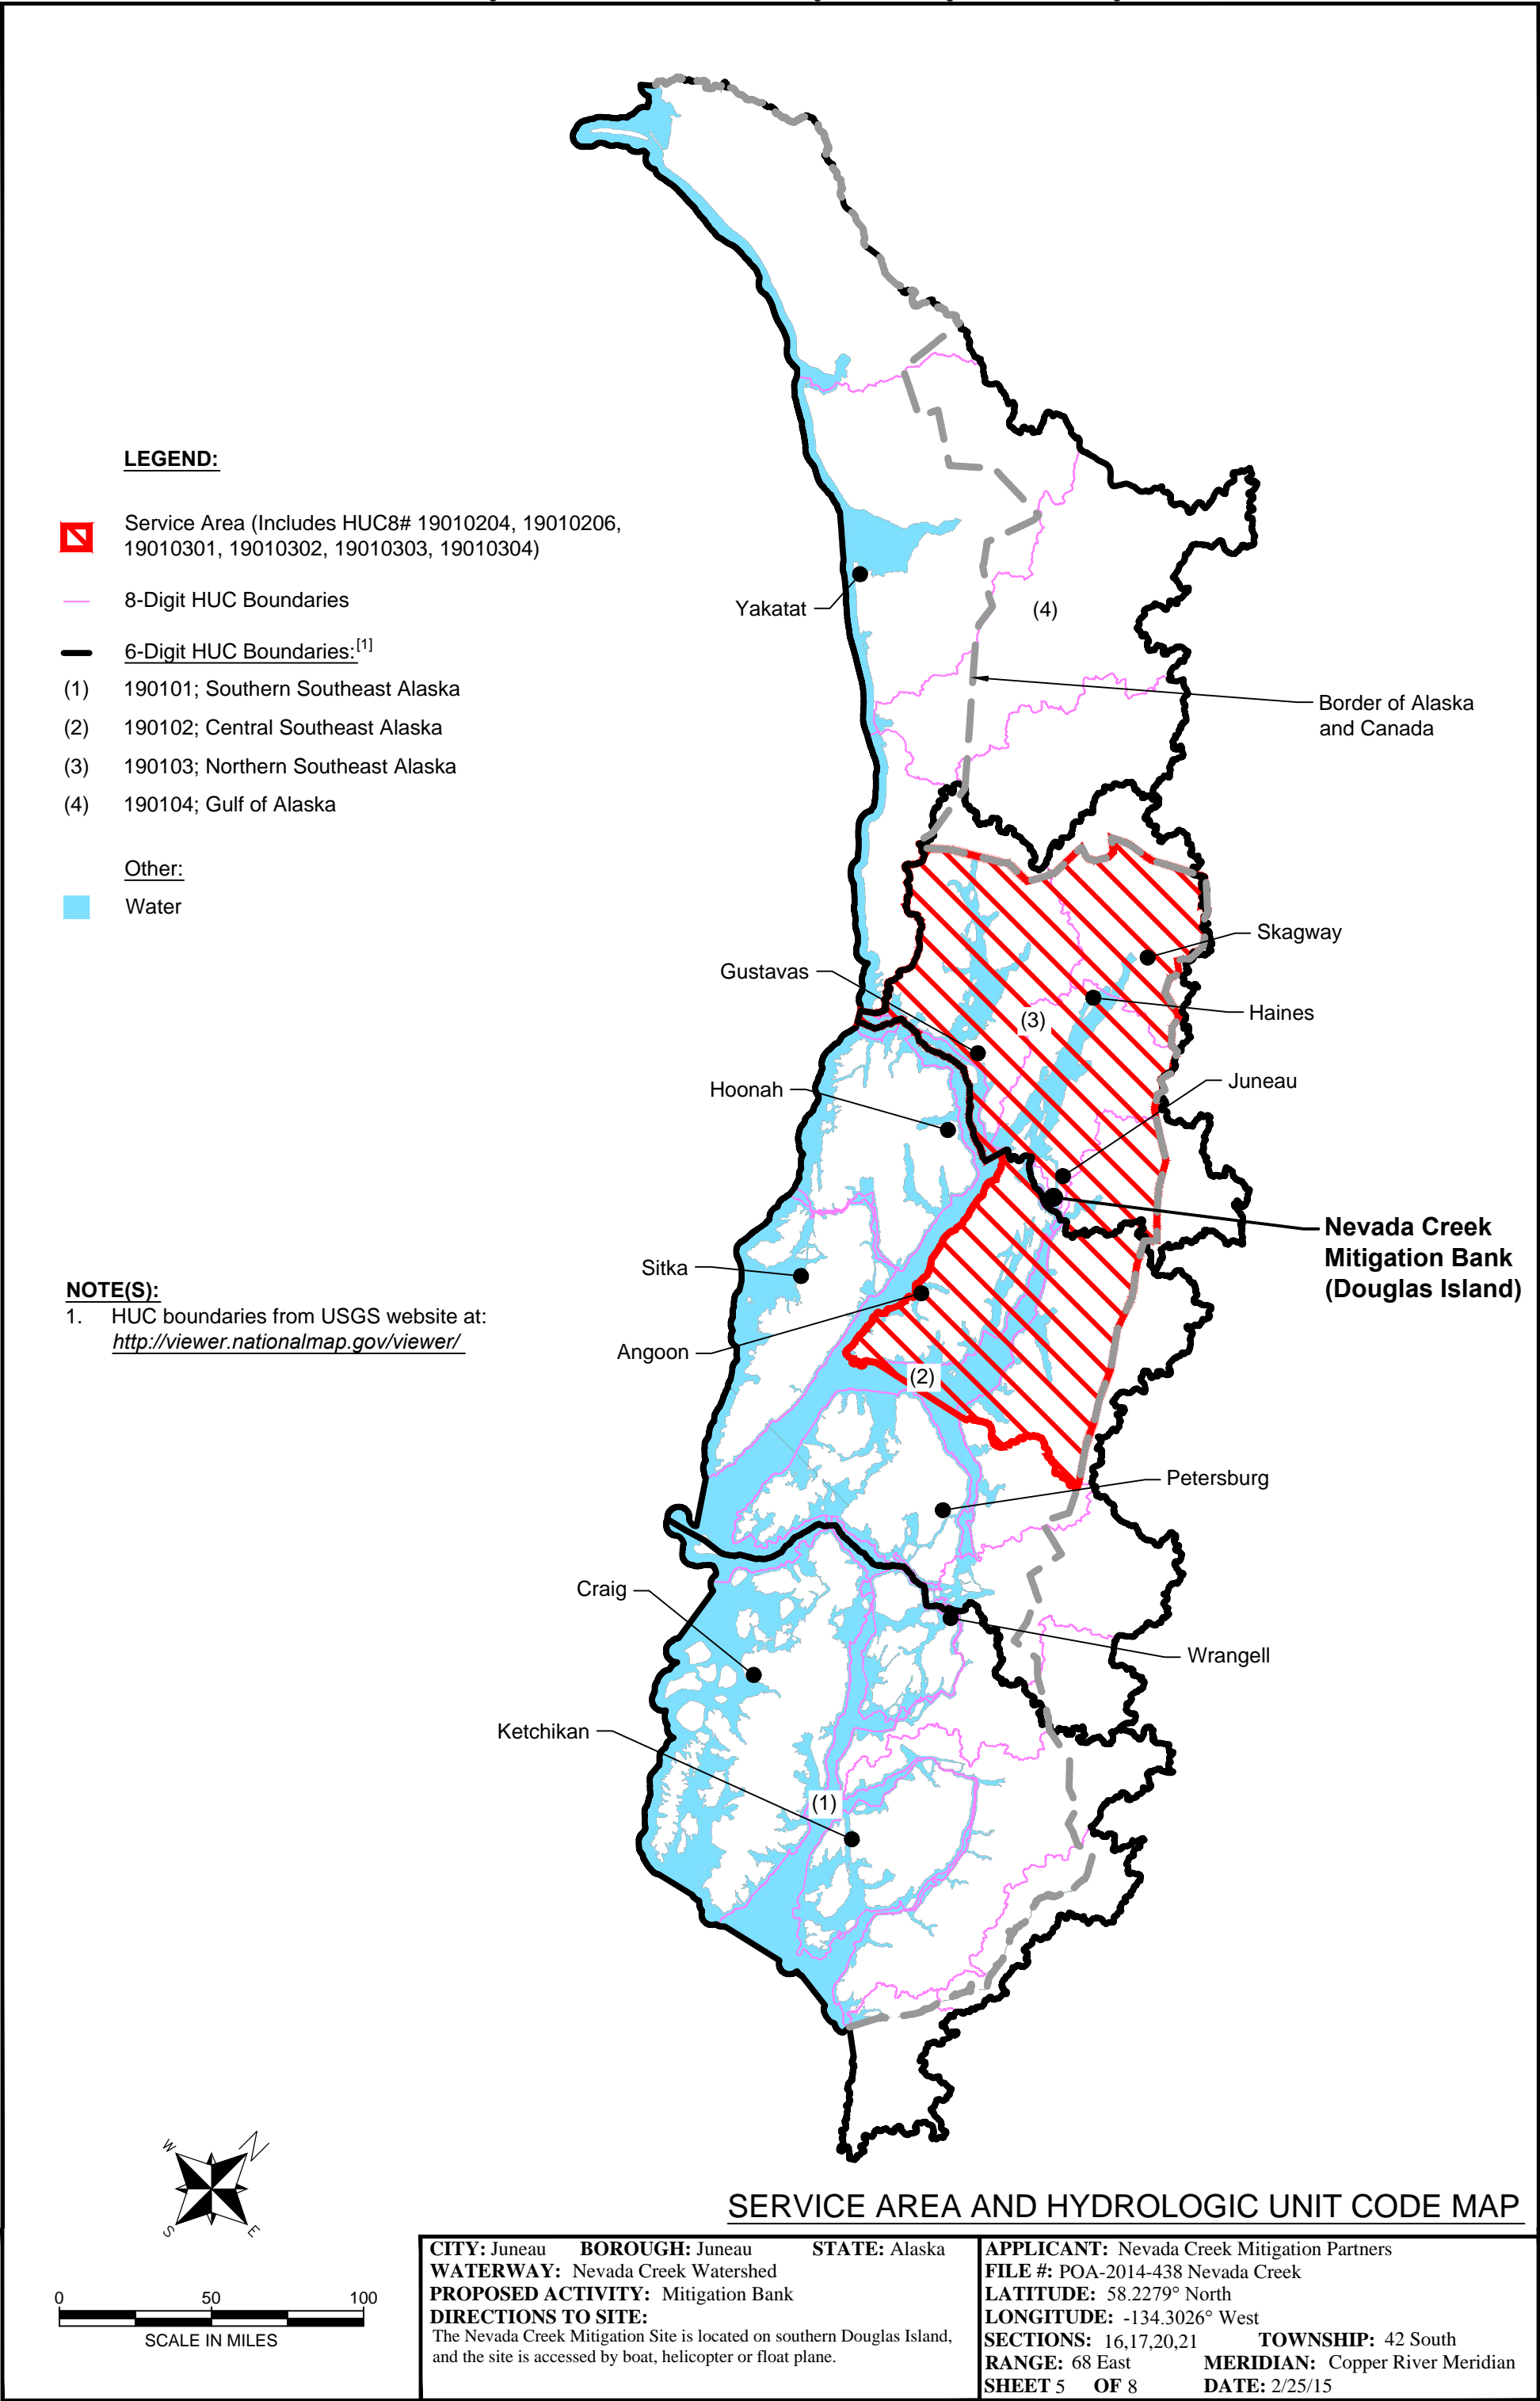 LEGEND:
Service Area (Includes HUC8# 19010204, 19010206,
19010301, 19010302, 19010303, 19010304)
8-Digit HUC Boundaries
6-Digit HUC Boundaries:[1]
(1) 190101; Southern Southeast Alaska
(2) 190102; Central Southeast Alaska
(3) 190103; Northern Southeast Alaska
(4) 190104; Gulf of Alaska
Other:
Water
NOTE(S):
1. HUC boundaries from USGS website at:
http://viewer.nationalmap.gov/viewer/
Yakatat
(4)
Border of Alaska
and Canada
Skagway
Gustavas
Haines
(3)
Juneau
Hoonah
Nevada Creek
Mitigation Bank
(Douglas Island)
Sitka
Angoon
(2)
Petersburg
Craig
Wrangell
Ketchikan
(1)
W N
S E
0 50 100
SCALE IN MILES
SERVICE AREA AND HYDROLOGIC UNIT CODE MAP
CITY: Juneau BOROUGH: Juneau STATE: Alaska
WATERWAY: Nevada Creek Watershed
PROPOSED ACTIVITY: Mitigation Bank
DIRECTIONS TO SITE:
The Nevada Creek Mitigation Site is located on southern Douglas Island,
and the site is accessed by boat, helicopter or float plane.
APPLICANT: Nevada Creek Mitigation Partners
FILE #: POA-2014-438 Nevada Creek
LATITUDE: 58.2279° North
LONGITUDE: -134.3026° West
SECTIONS: 16,17,20,21 TOWNSHIP: 42 South
RANGE: 68 East MERIDIAN: Copper River Meridian
SHEET 5 OF 8 DATE: 2/25/15